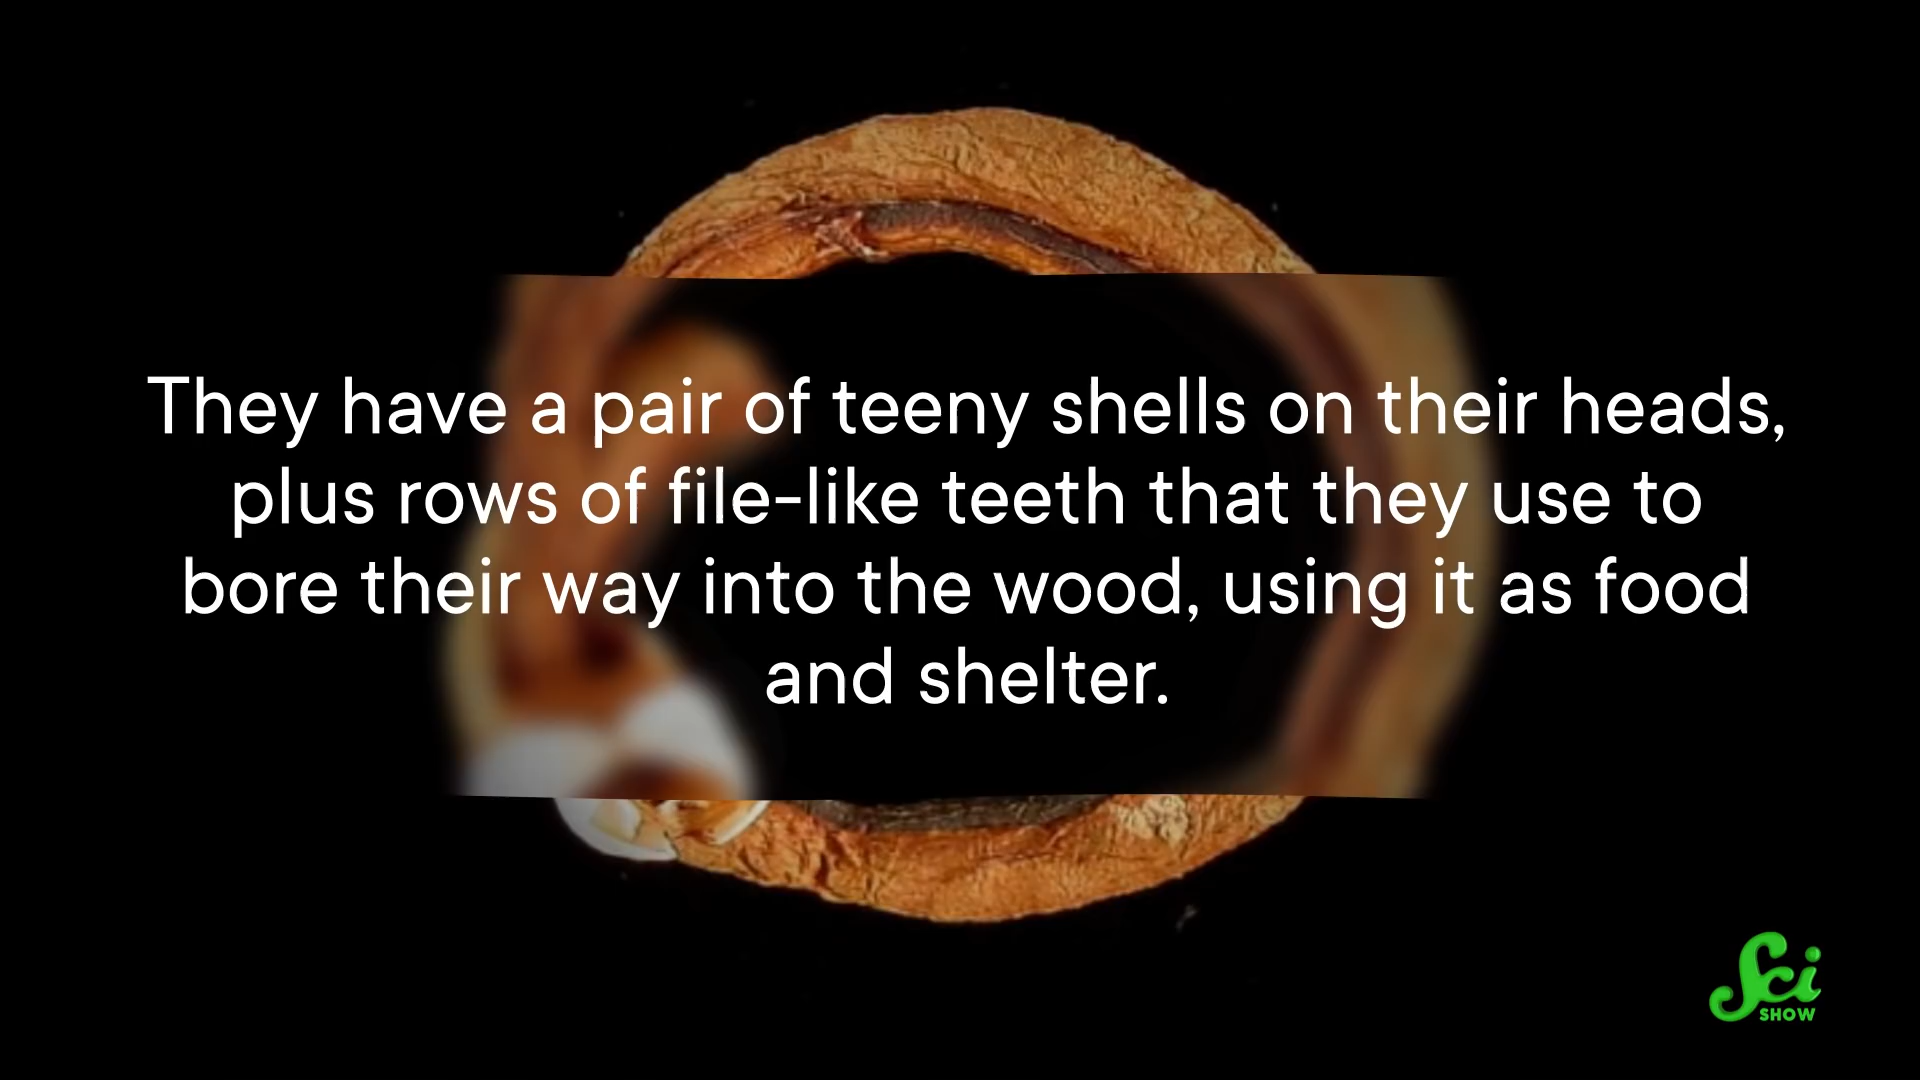 They have a pair of teeny shells on their heads,
plus rows of file-like teeth that they use to
bore their way into the wood, using it as food
and shelter.
Sci
SHOW